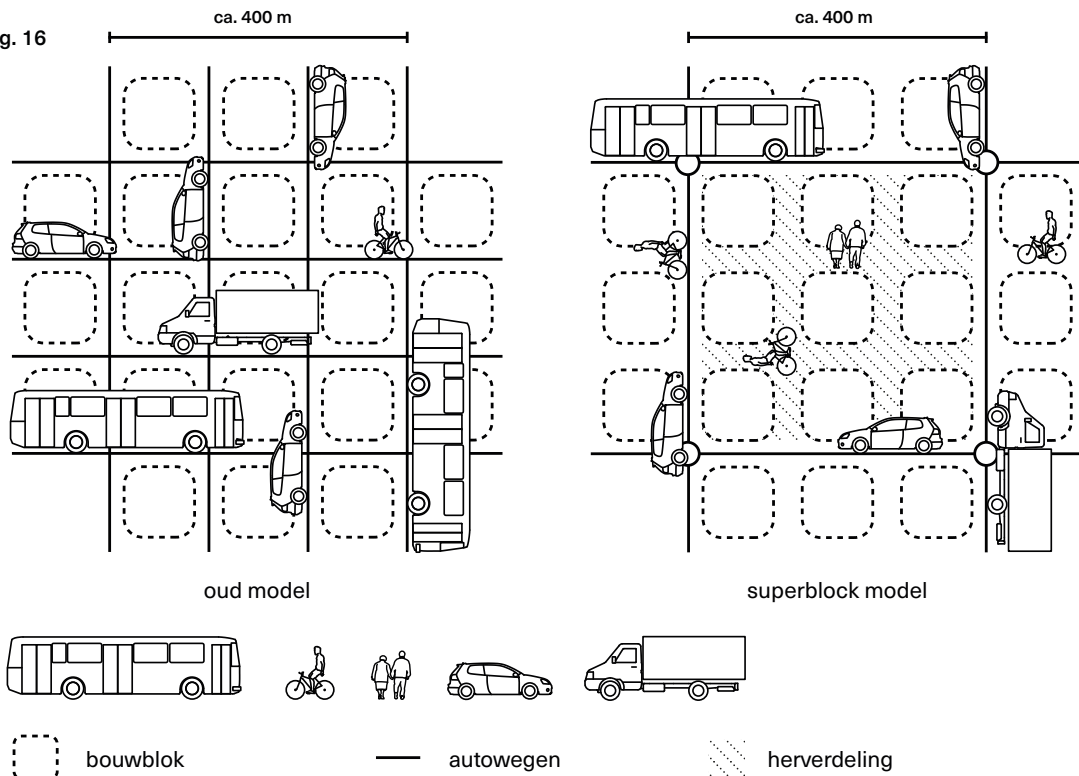 g. 16
ca. 400 m
ca. 400 m
oud model
superblock model
bouwblok
autowegen
herverdeling